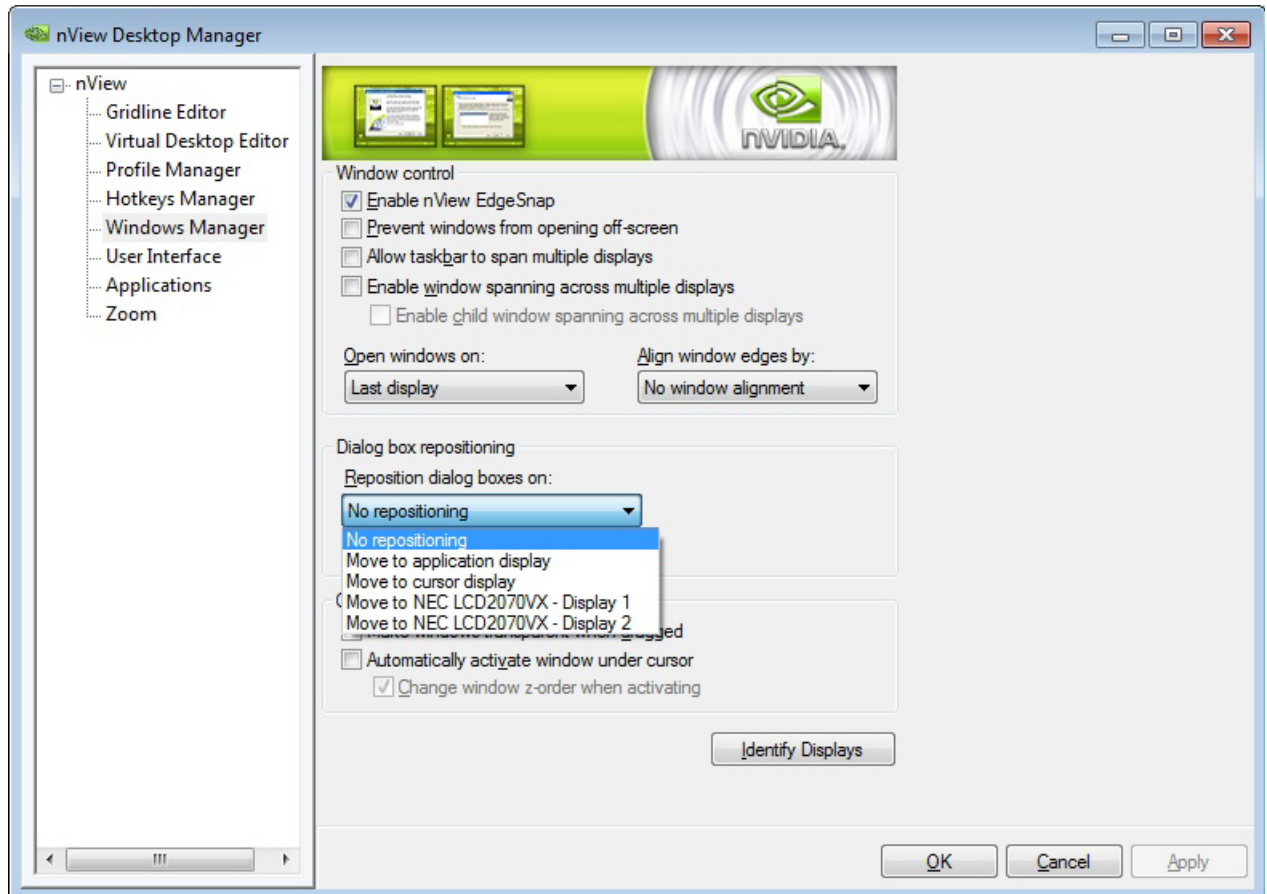 nView Desktop Manager
nView
Gridline Editor
Virtual Desktop Editor
Profile Manager
Hotkeys Manager
Windows Manager
User Interface
Applications
Zoom
NVIDIA.
Window control
Enable nView EdgeSnap
Prevent windows from opening off-screen
Allow taskbar to span multiple displays
Enable window spanning across multiple displays
Enable child window spanning across multiple displays
Open windows on: Align window edges by:
Last display No window alignment
Dialog box repositioning
Reposition dialog boxes on:
No repositioning
No repositioning
Move to application display
Move to cursor display
Move to NEC LCD2070VX - Display 1
Move to NEC LCD2070VX - Display 2
Make windows transparent when dragged
Automatically activate window under cursor
Change window z-order when activating
Identify Displays
OK Cancel Apply